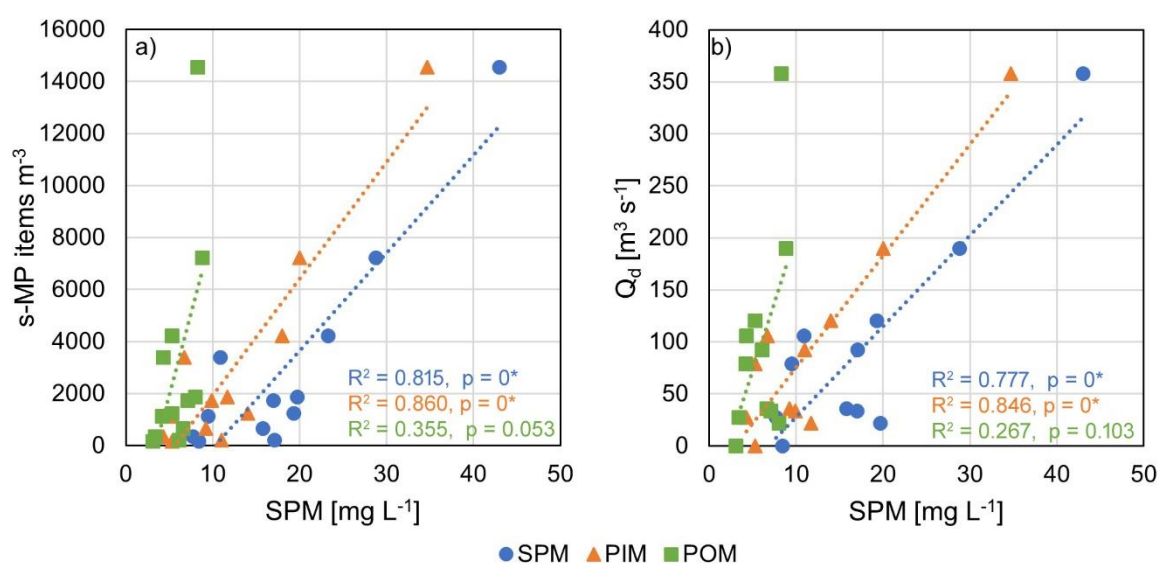 a)
16000
14000
12000
10000
8000
6000
4000
2000
0
s-MP items m⁻³
R² = 0.815, p = 0*
R² = 0.860, p = 0*
R² = 0.355, p = 0.053
0 10 20 30 40 50
SPM [mg L⁻¹]
b)
400
350
300
250
200
150
100
50
0
Q_d [m³ s⁻¹]
R² = 0.777, p = 0*
R² = 0.846, p = 0*
R² = 0.267, p = 0.103
0 10 20 30 40 50
SPM [mg L⁻¹]
SPM PIM POM